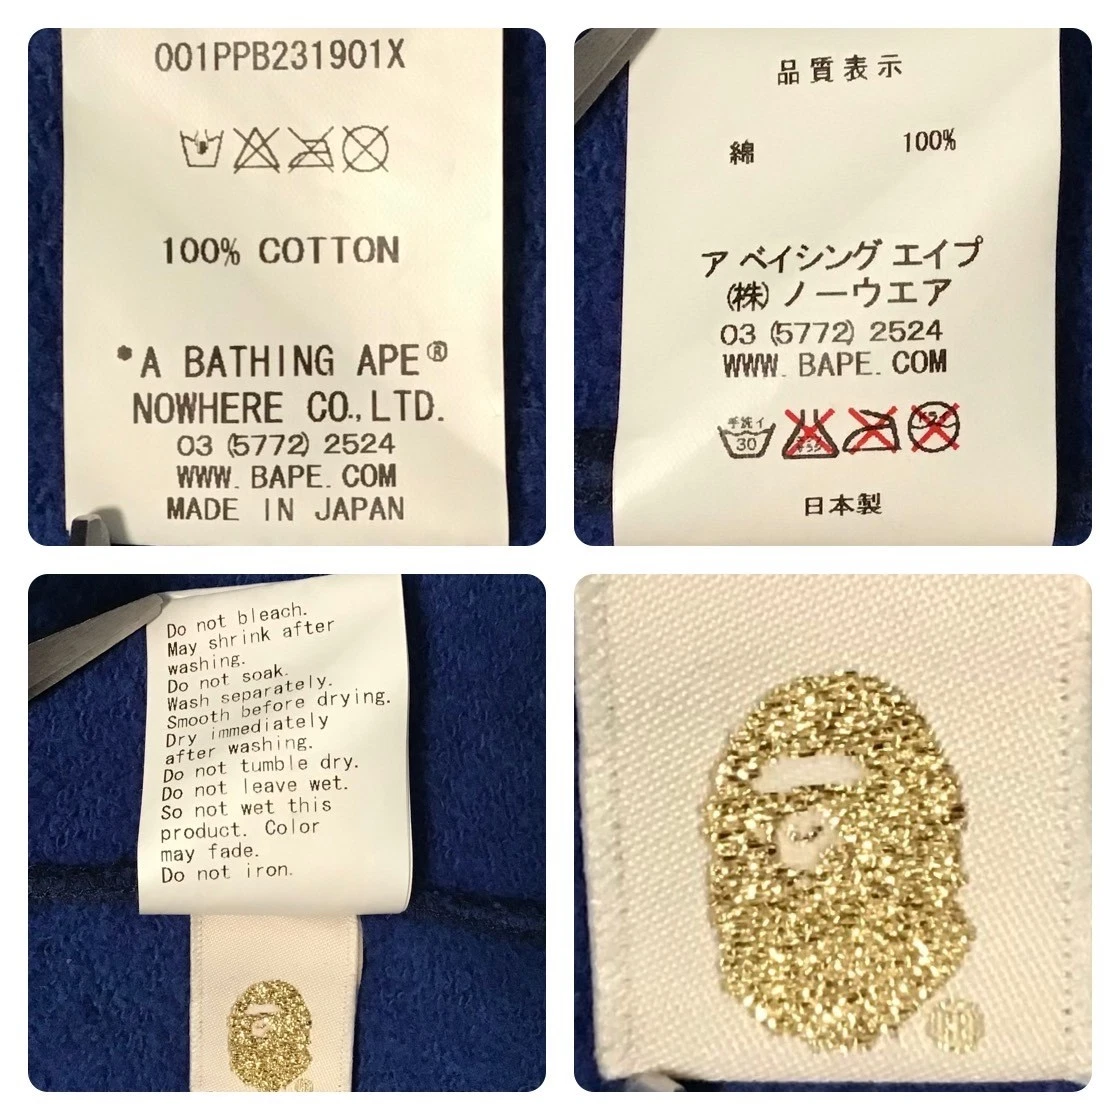 001PPB231901X
100% COTTON
*A BATHING APE®
NOWHERE CO.,LTD.
03 (5772) 2524
WWW. BAPE. COM
MADE IN JAPAN
品質表示
綿 100%
ア ベイシング エイプ
(株) ノーウエア
03 (5772) 2524
WWW. BAPE. COM
手洗イ
30
ドライ
日本製
Do not bleach.
May shrink after
washing.
Do not soak.
Wash separately.
Smooth before drying.
Dry immediately
after washing.
Do not tumble dry.
Do not leave wet.
So not wet this
product. Color
may fade.
Do not iron.